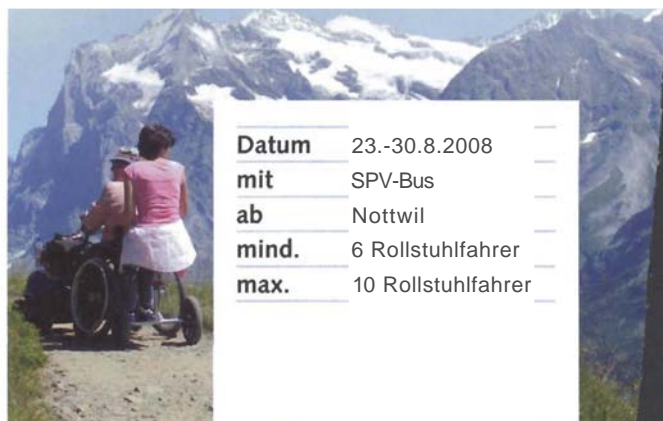 Datum 23.-30.8.2008
mit SPV-Bus
ab Nottwil
mind. 6 Rollstuhlfahrer
max. 10 Rollstuhlfahrer